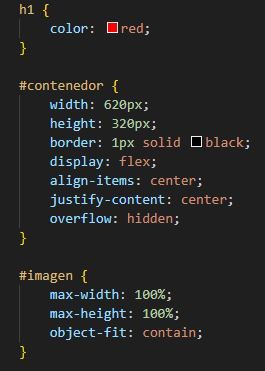 h1 {
    color: red;
}

#contenedor {
    width: 620px;
    height: 320px;
    border: 1px solid black;
    display: flex;
    align-items: center;
    justify-content: center;
    overflow: hidden;
}

#imagen {
    max-width: 100%;
    max-height: 100%;
    object-fit: contain;
}